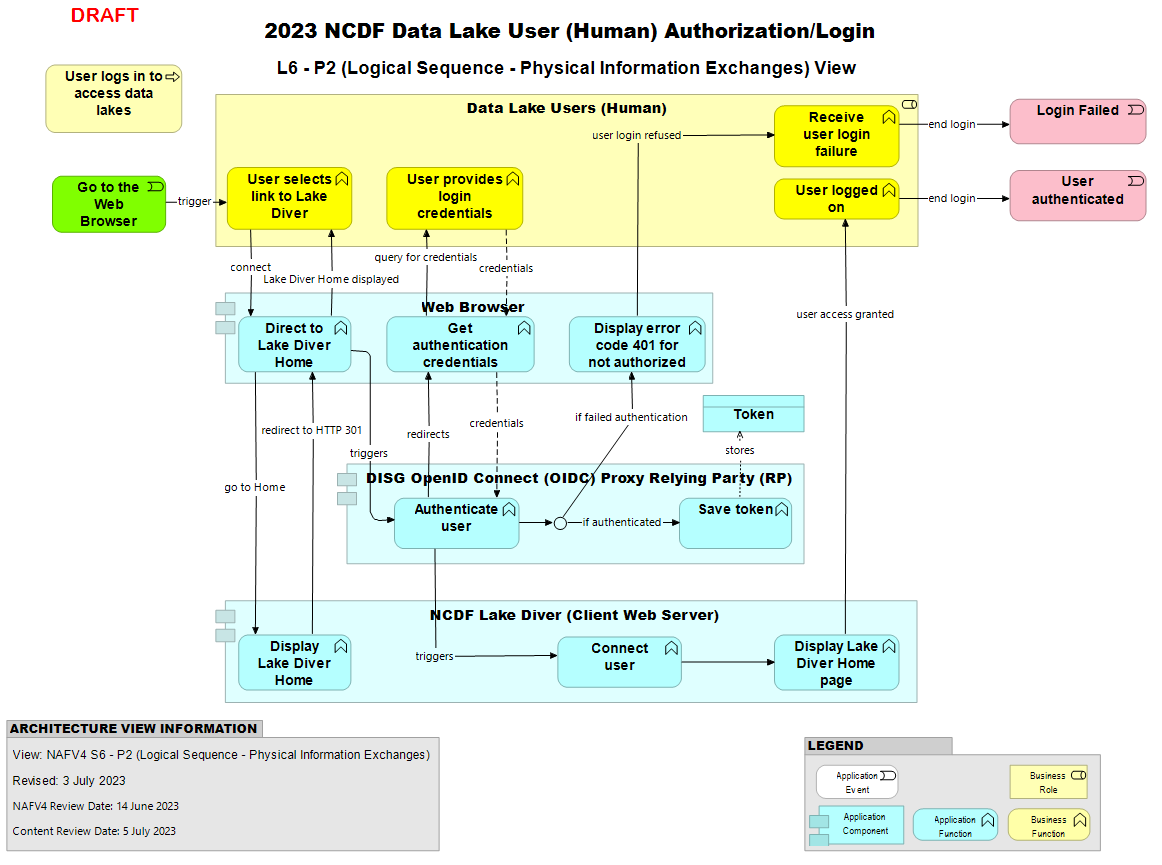 DRAFT
2023 NCDF Data Lake User (Human) Authorization/Login
L6 - P2 (Logical Sequence - Physical Information Exchanges) View
User logs in to
access data
lakes
Data Lake Users (Human)
Receive
user login
failure
user login refused
end login
Login Failed
Go to the
Web
Browser
trigger
User selects
link to Lake
Diver
User provides
login
credentials
User logged
on
end login
User
authenticated
connect
Lake Diver Home displayed
query for credentials
credentials
user access granted
Web Browser
Direct to
Lake Diver
Home
Get
authentication
credentials
Display error
code 401 for
not authorized
redirect to HTTP 301
triggers
redirects
credentials
if failed authentication
Token
stores
go to Home
DISG OpenID Connect (OIDC) Proxy Relying Party (RP)
Authenticate
user
if authenticated
Save token
NCDF Lake Diver (Client Web Server)
Display
Lake Diver
Home
triggers
Connect
user
Display Lake
Diver Home
page
ARCHITECTURE VIEW INFORMATION
View: NAFV4 S6 - P2 (Logical Sequence - Physical Information Exchanges)
Revised: 3 July 2023
NAFV4 Review Date: 14 June 2023
Content Review Date: 5 July 2023
LEGEND
Application
Event
Business
Role
Application
Component
Application
Function
Business
Function